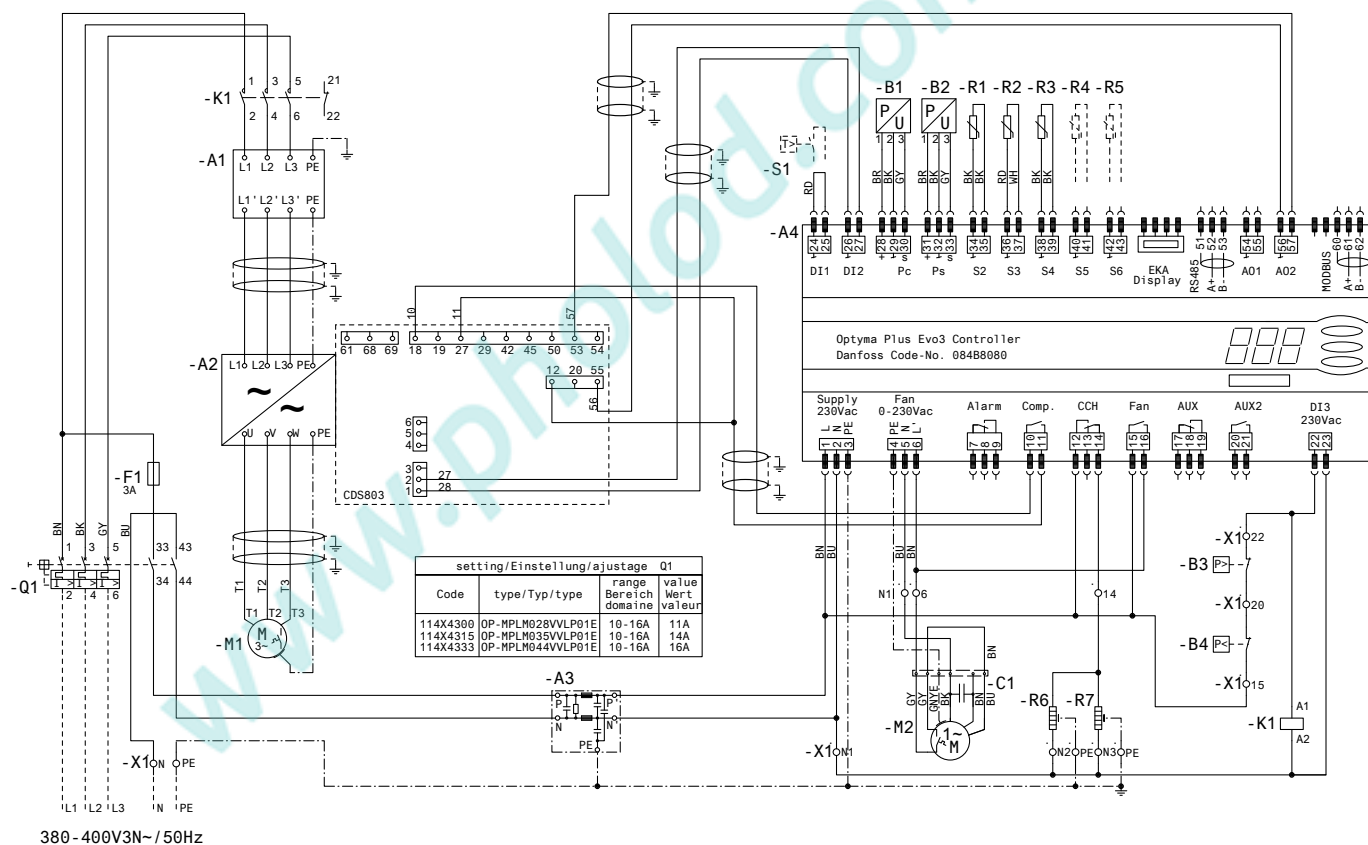 1 3 5 21
-K1
2 4 6 22
-A1
L1 L2 L3 PE
L1' L2' L3' PE
-A2
L1 L2 L3 PE
~
~
U V W PE
-F1
3A
BN BK GY BU
1 3 5 33 43
-Q1
I> I> I>
2 4 6 34 44
T1 T2 T3
T1 T2 T3
-M1
M
3~
-X1 N PE
L1 L2 L3 N PE
380-400V3N~/50Hz
10 11 57
61 68 69 18 19 27 29 42 45 50 53 54
12 20 55
56
6
5
4
3
2
1
27
28
CDS803
setting/Einstellung/ajustage Q1
Code type/Typ/type range Bereich domaine value Wert valeur
114X4300 OP-MPLM028VVLP01E 10-16A 11A
114X4315 OP-MPLM035VVLP01E 10-16A 14A
114X4333 OP-MPLM044VVLP01E 10-16A 16A
-A3
P P'
N N'
PE
-B1 -B2 -R1 -R2 -R3 -R4 -R5
P U P U
1 2 3 1 2 3
T>
-S1
RD BR BK GY BR BK GY BK BK RD WH BK BK
-A4
24 25 26 27 28 29 30 31 32 33 34 35 36 37 38 39 40 41 42 43 51 52 53 54 55 56 57 60 61 62
+ - s + - s
DI1 DI2 Pc Ps S2 S3 S4 S5 S6 EKA Display RS485 A+ B- AO1 AO2 MODBUS A+ B-
Optyma Plus Evo3 Controller
Danfoss Code-No. 084B8080
Supply 230Vac Fan 0-230Vac Alarm Comp. CCH Fan AUX AUX2 DI3 230Vac
L N PE PE N L'
1 2 3 4 5 6 7 8 9 10 11 12 13 14 15 16 17 18 19 20 21 22 23
BN BU BU BN
N1 6 14
-X1 22
-B3 P>
-X1 20
-B4 P<
-X1 15
BN
-C1
GY GY GNYE BK BN BU
-M2
1~
M
-R6 -R7
-K1 A1
A2
-X1 N1 N2 PE N3 PE
www.pholod.com